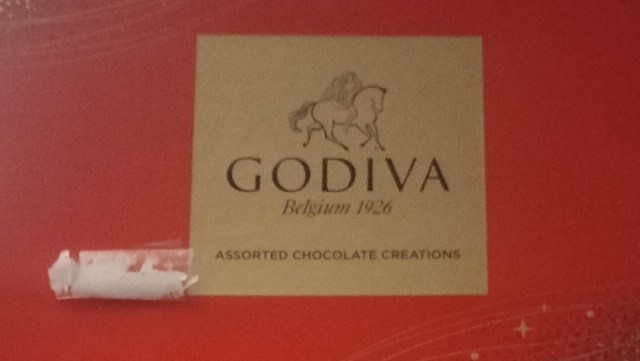 GODIVA
Belgium 1926
ASSORTED CHOCOLATE CREATIONS